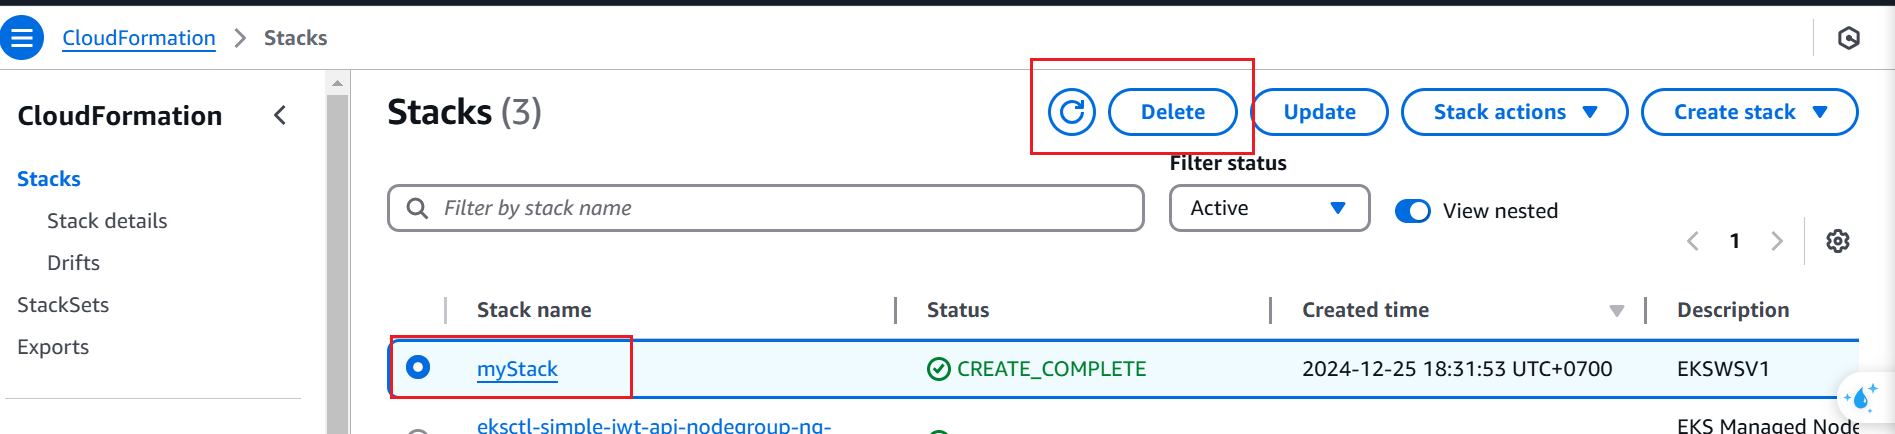 CloudFormation > Stacks
CloudFormation
Stacks
Stack details
Drifts
StackSets
Exports
Stacks (3)
Delete
Update
Stack actions
Create stack
Filter by stack name
Filter status
Active
View nested
1
Stack name
Status
Created time
Description
myStack
CREATE_COMPLETE
2024-12-25 18:31:53 UTC+0700
EKSWSV1
eksctl-simple-jwt-api-nodegroup-ng-
EKS Managed Node